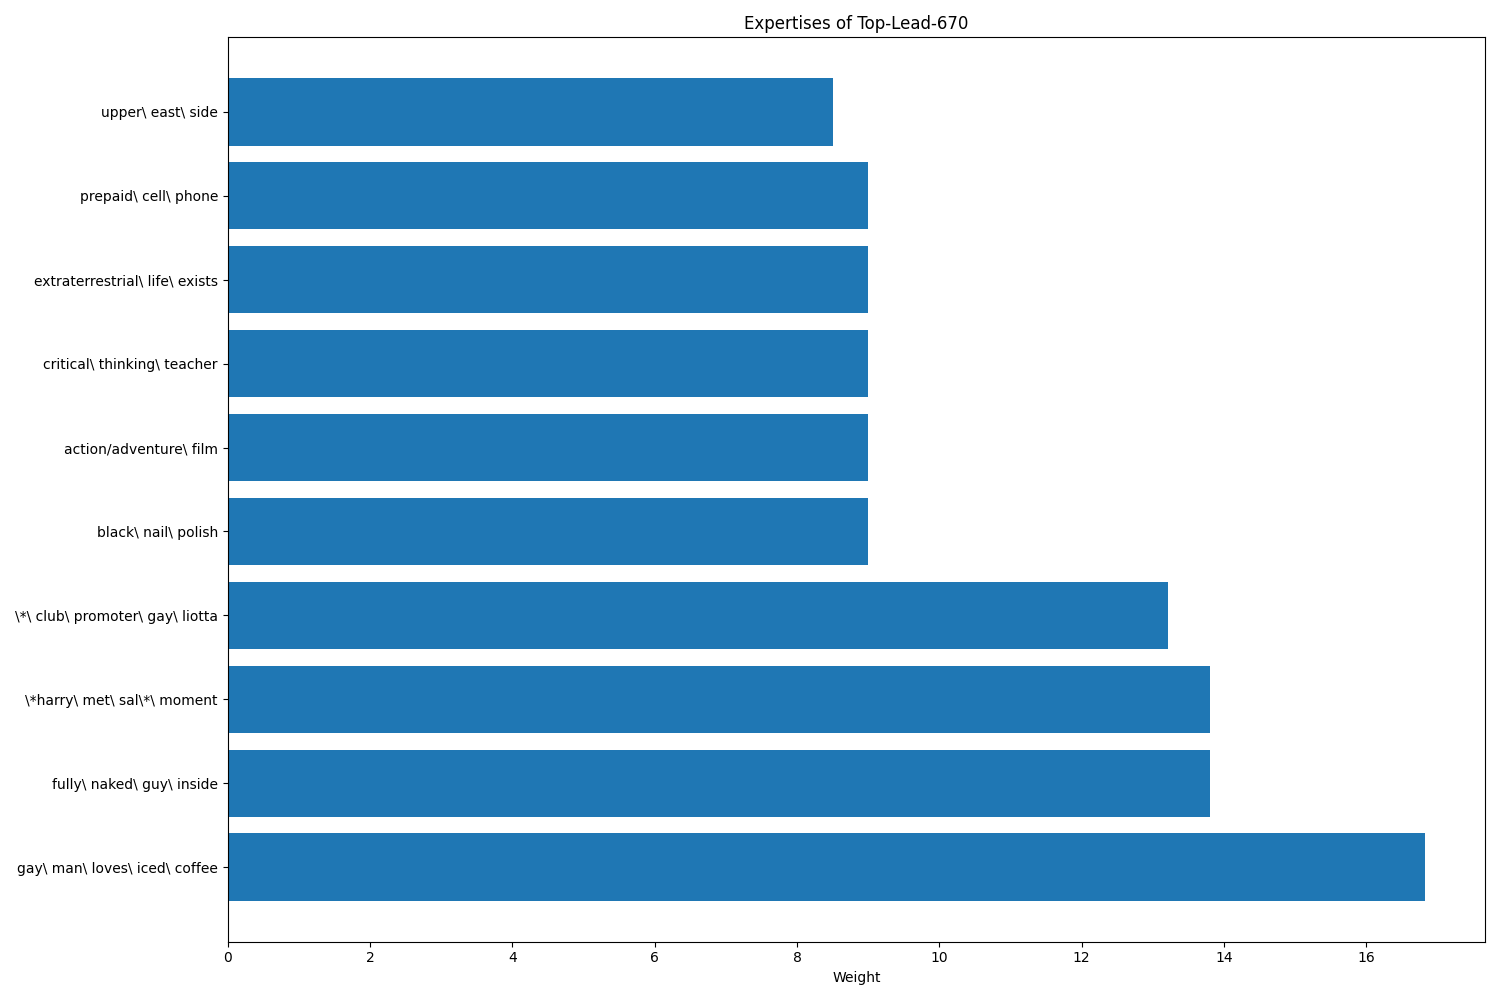 Expertises of Top-Lead-670
upper\ east\ side
prepaid\ cell\ phone
extraterrestrial\ life\ exists
critical\ thinking\ teacher
action/adventure\ film
black\ nail\ polish
\*\ club\ promoter\ gay\ liotta
\*harry\ met\ sal\*\ moment
fully\ naked\ guy\ inside
gay\ man\ loves\ iced\ coffee
0 2 4 6 8 10 12 14 16
Weight